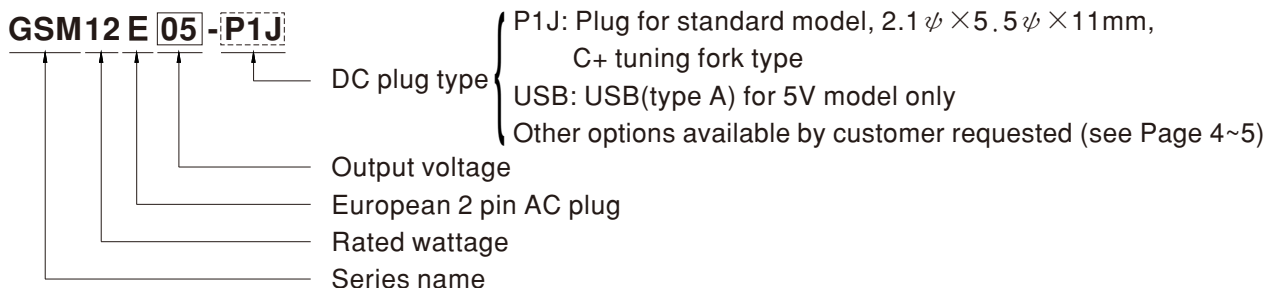 GSM12E05-P1J
P1J: Plug for standard model, 2.1ψ×5.5ψ×11mm,
C+ tuning fork type
DC plug type
USB: USB(type A) for 5V model only
Other options available by customer requested (see Page 4~5)
Output voltage
European 2 pin AC plug
Rated wattage
Series name